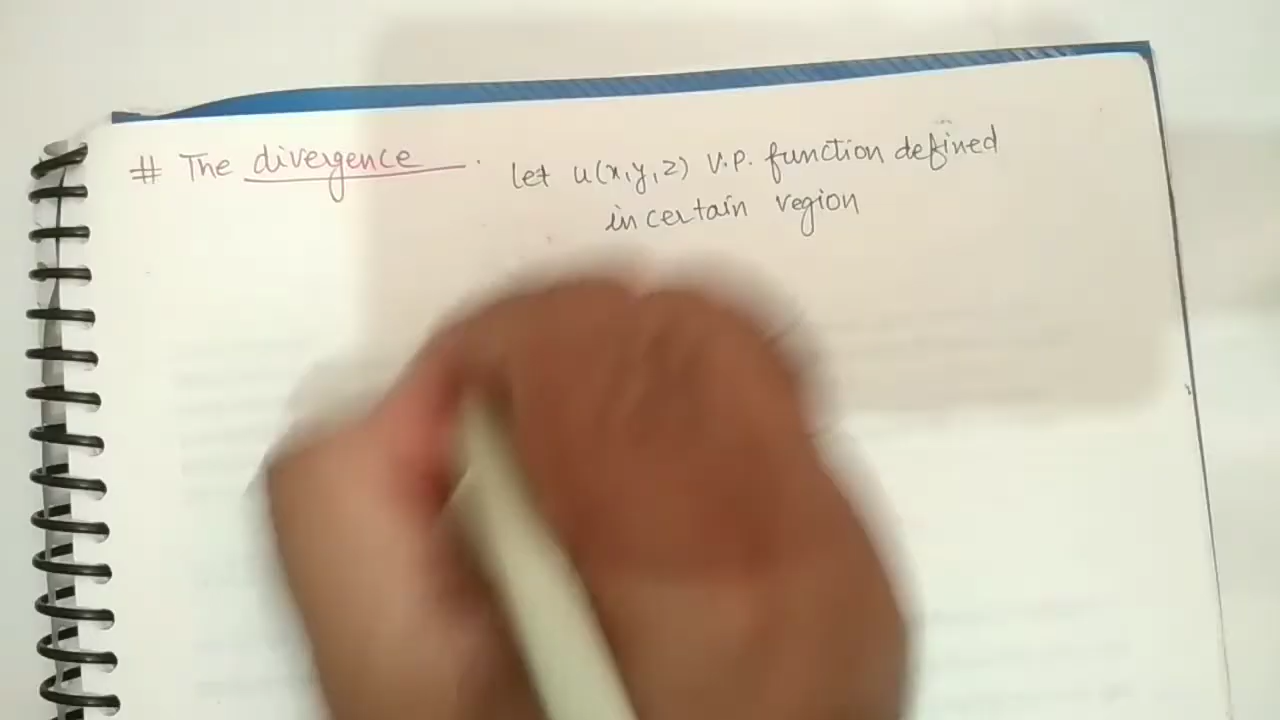 # The divergence. let u(x,y,z) V.P. function defined
in certain region